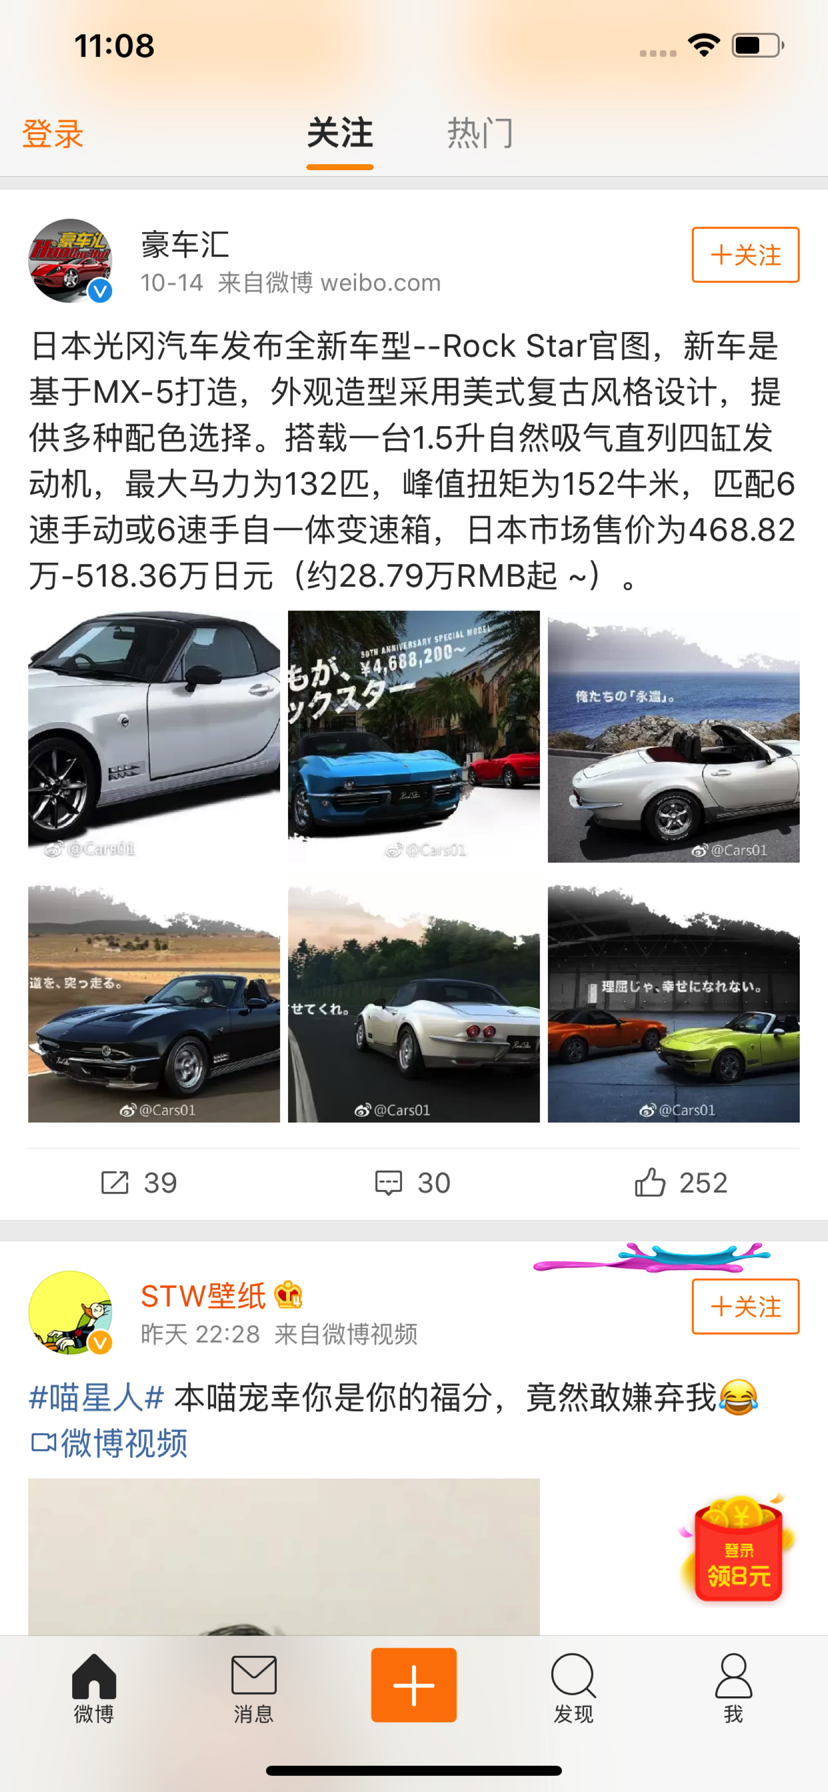 11:08
登录
关注
热门
豪车汇
豪车汇
10-14 来自微博 weibo.com
+关注
日本光冈汽车发布全新车型--Rock Star官图，新车是
基于MX-5打造，外观造型采用美式复古风格设计，提
供多种配色选择。搭载一台1.5升自然吸气直列四缸发
动机，最大马力为132匹，峰值扭矩为152牛米，匹配6
速手动或6速手自一体变速箱，日本市场售价为468.82
万-518.36万日元（约28.79万RMB起 ~）。
@Cars01
50TH ANNIVERSARY SPECIAL MODEL
¥4,688,200~
もが、
ックスター
@Cars01
俺たちの「永遠」。
@Cars01
道を、突っ走る。
@Cars01
せてくれ。
@Cars01
理屈じゃ、幸せになれない。
@Cars01
39
30
252
STW壁纸
昨天 22:28 来自微博视频
+关注
#喵星人# 本喵宠幸你是你的福分，竟然敢嫌弃我😂
微博视频
登录
领8元
微博
消息
发现
我